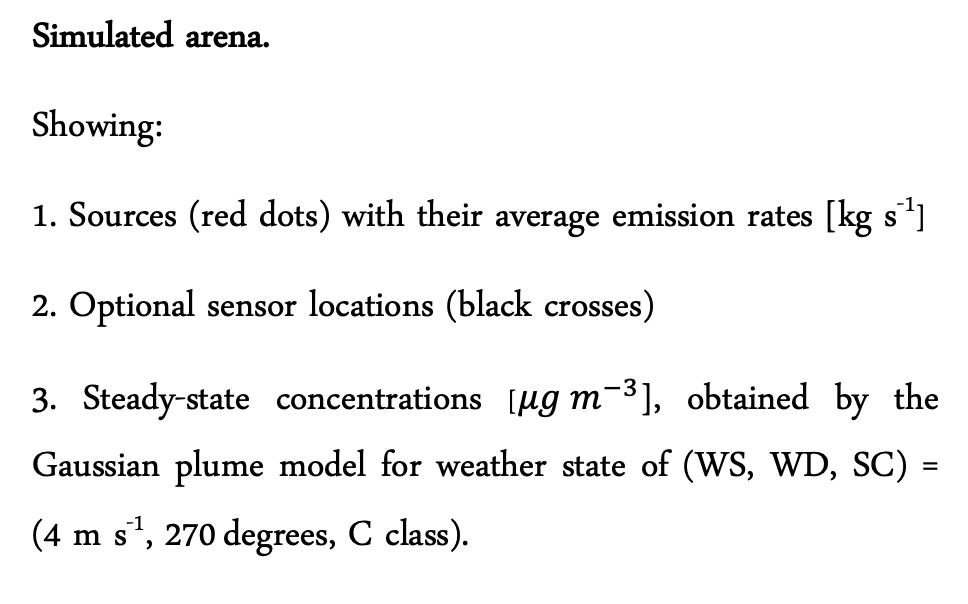 Simulated arena.
Showing:
1. Sources (red dots) with their average emission rates [kg s⁻¹]
2. Optional sensor locations (black crosses)
3. Steady-state concentrations [μg m⁻³], obtained by the
Gaussian plume model for weather state of (WS, WD, SC) =
(4 m s⁻¹, 270 degrees, C class).